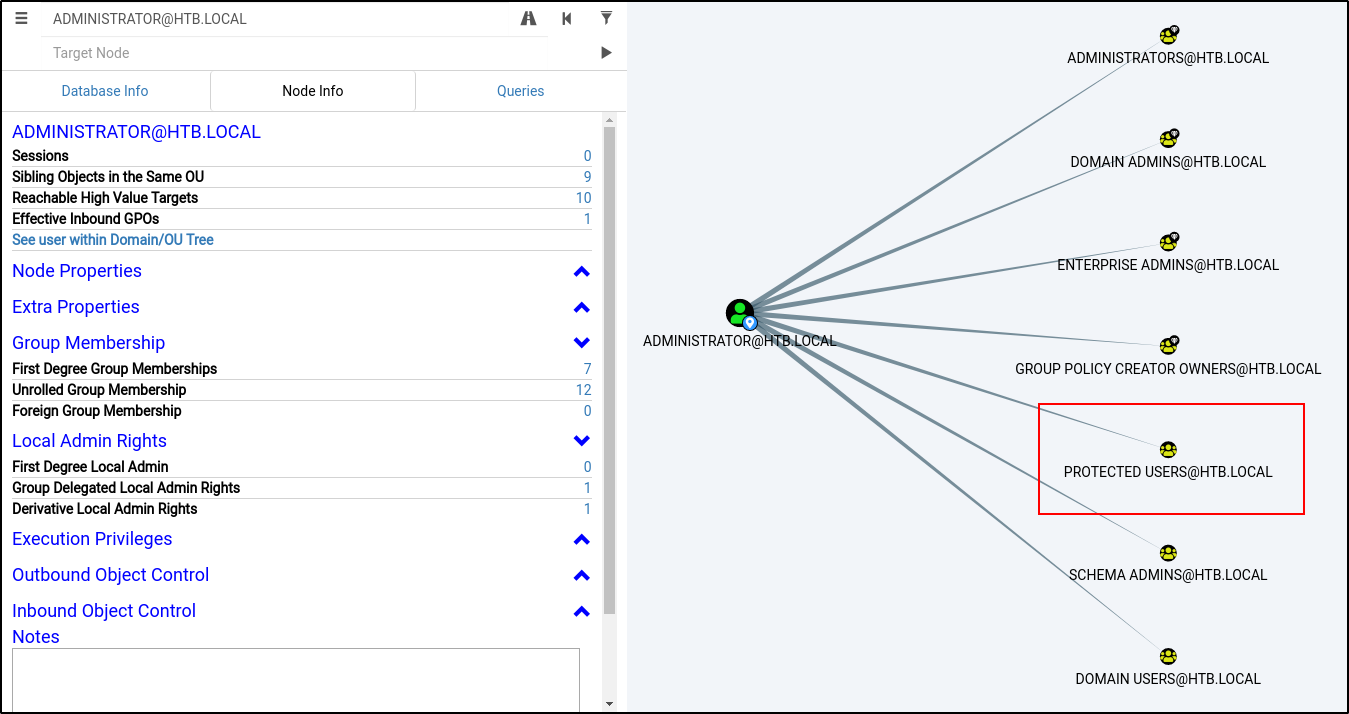 ADMINISTRATOR@HTB.LOCAL
Target Node
Database Info
Node Info
Queries
ADMINISTRATOR@HTB.LOCAL
Sessions 0
Sibling Objects in the Same OU 9
Reachable High Value Targets 10
Effective Inbound GPOs 1
See user within Domain/OU Tree
Node Properties
Extra Properties
Group Membership
First Degree Group Memberships 7
Unrolled Group Membership 12
Foreign Group Membership 0
Local Admin Rights
First Degree Local Admin 0
Group Delegated Local Admin Rights 1
Derivative Local Admin Rights 1
Execution Privileges
Outbound Object Control
Inbound Object Control
Notes
ADMINISTRATOR@HTB.LOCAL
ADMINISTRATORS@HTB.LOCAL
DOMAIN ADMINS@HTB.LOCAL
ENTERPRISE ADMINS@HTB.LOCAL
GROUP POLICY CREATOR OWNERS@HTB.LOCAL
PROTECTED USERS@HTB.LOCAL
SCHEMA ADMINS@HTB.LOCAL
DOMAIN USERS@HTB.LOCAL